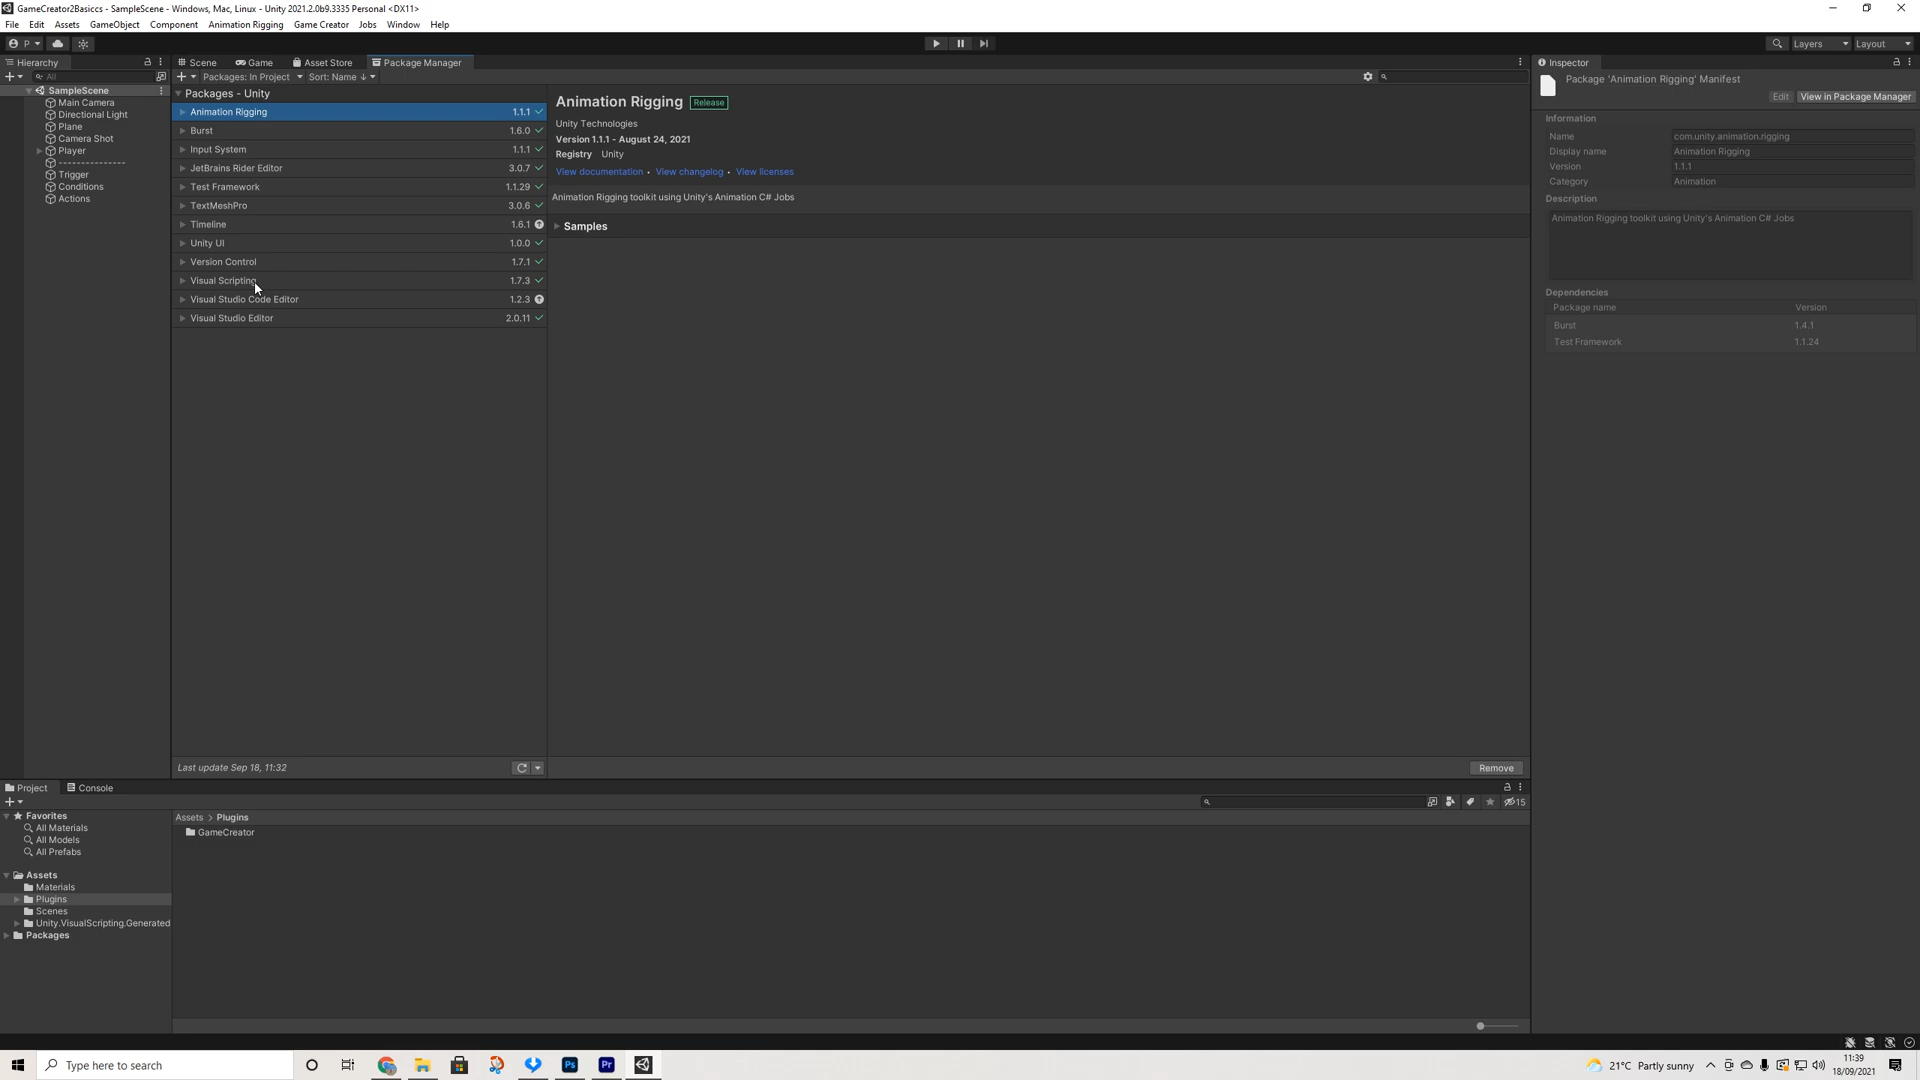 GameCreator2Basiccs - SampleScene - Windows, Mac, Linux - Unity 2021.2.0b9.3335 Personal <DX11>
File Edit Assets GameObject Component Animation Rigging Game Creator Jobs Window Help
P Layers Layout
Hierarchy
All
SampleScene
Main Camera
Directional Light
Plane
Camera Shot
Player
---------------
Trigger
Conditions
Actions
Scene Game Asset Store Package Manager
Packages: In Project Sort: Name ↓
Packages - Unity
Animation Rigging 1.1.1
Burst 1.6.0
Input System 1.1.1
JetBrains Rider Editor 3.0.7
Test Framework 1.1.29
TextMeshPro 3.0.6
Timeline 1.6.1
Unity UI 1.0.0
Version Control 1.7.1
Visual Scripting 1.7.3
Visual Studio Code Editor 1.2.3
Visual Studio Editor 2.0.11
Last update Sep 18, 11:32
Animation Rigging Release
Unity Technologies
Version 1.1.1 - August 24, 2021
Registry Unity
View documentation • View changelog • View licenses
Animation Rigging toolkit using Unity's Animation C# Jobs
Samples
Remove
Inspector
Package 'Animation Rigging' Manifest
Edit View in Package Manager
Information
Name com.unity.animation.rigging
Display name Animation Rigging
Version 1.1.1
Category Animation
Description
Animation Rigging toolkit using Unity's Animation C# Jobs
Dependencies
Package name Version
Burst 1.4.1
Test Framework 1.1.24
Project Console
15
Favorites
All Materials
All Models
All Prefabs
Assets
Materials
Plugins
Scenes
Unity.VisualScripting.Generated
Packages
Assets > Plugins
GameCreator
Type here to search
Ps Pr
21°C Partly sunny
11:39
18/09/2021